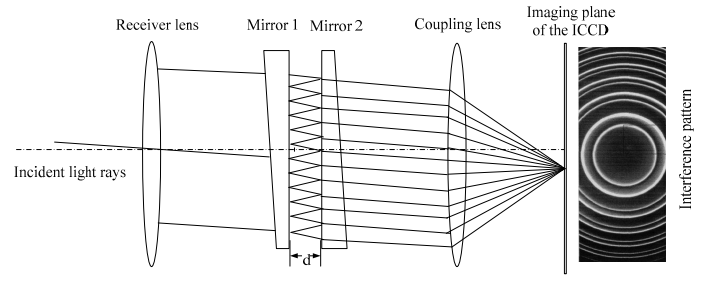 Receiver lens
Mirror 1
Mirror 2
Coupling lens
Imaging plane
of the ICCD
Incident light rays
d
Interference pattern